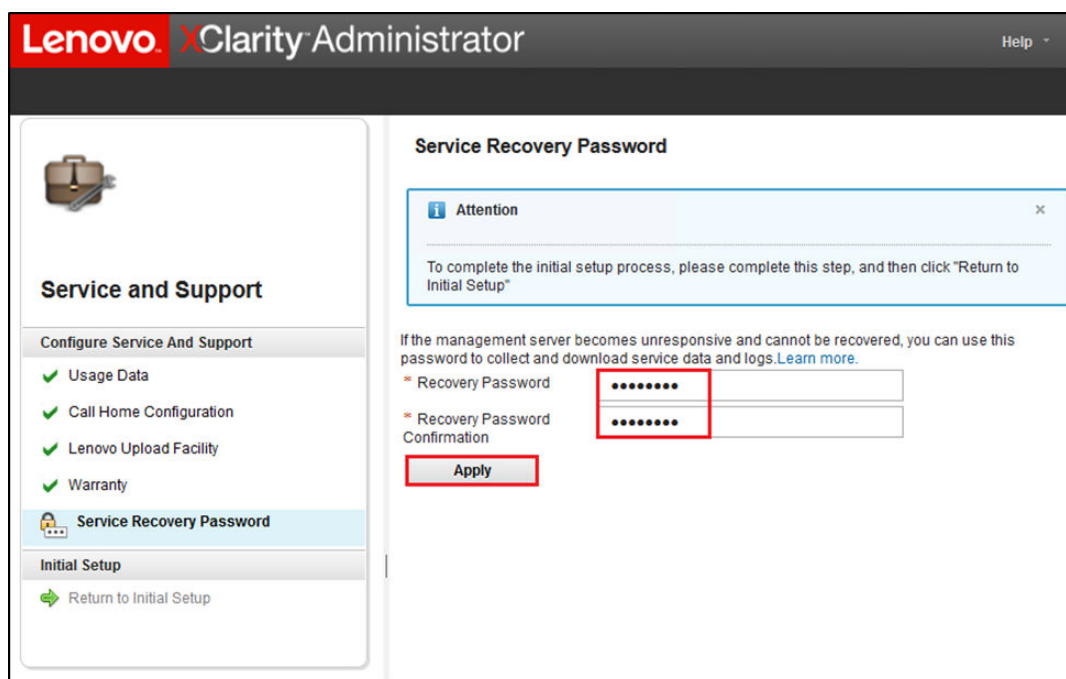 Lenovo. XClarity Administrator
Help
Service and Support
Configure Service And Support
Usage Data
Call Home Configuration
Lenovo Upload Facility
Warranty
Service Recovery Password
Initial Setup
Return to Initial Setup
Service Recovery Password
Attention
To complete the initial setup process, please complete this step, and then click "Return to
Initial Setup"
If the management server becomes unresponsive and cannot be recovered, you can use this
password to collect and download service data and logs.Learn more.
* Recovery Password ••••••••
* Recovery Password
Confirmation ••••••••
Apply